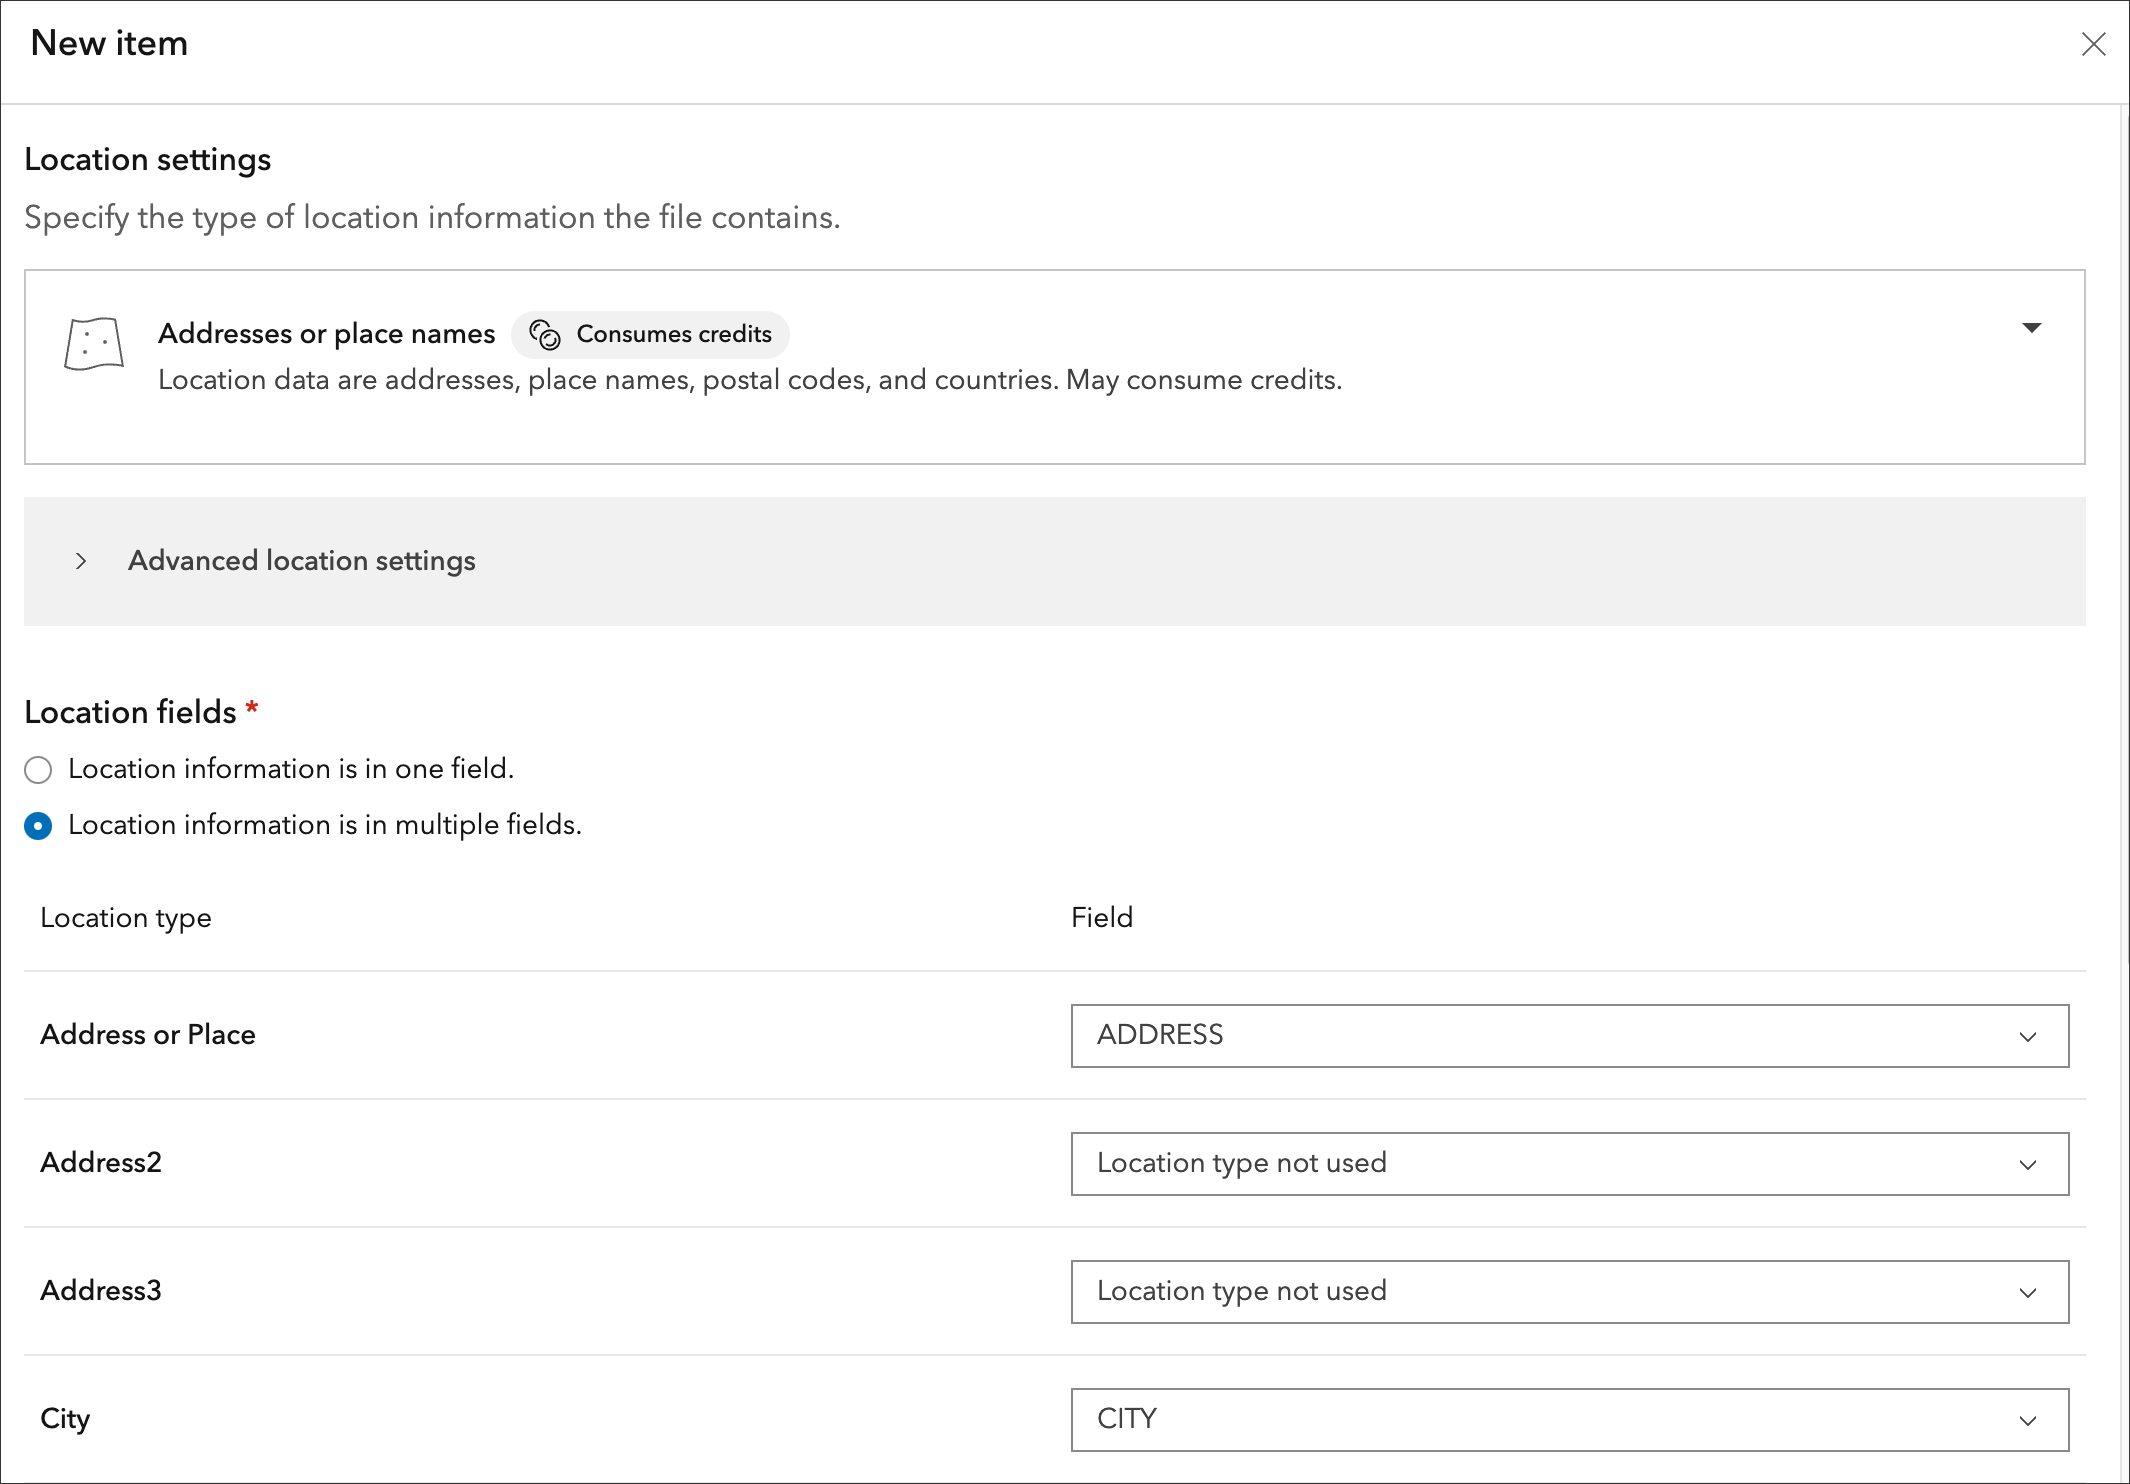 New item
Location settings
Specify the type of location information the file contains.
Addresses or place names Consumes credits
Location data are addresses, place names, postal codes, and countries. May consume credits.
Advanced location settings
Location fields *
Location information is in one field.
Location information is in multiple fields.
Location type Field
Address or Place ADDRESS
Address2 Location type not used
Address3 Location type not used
City CITY